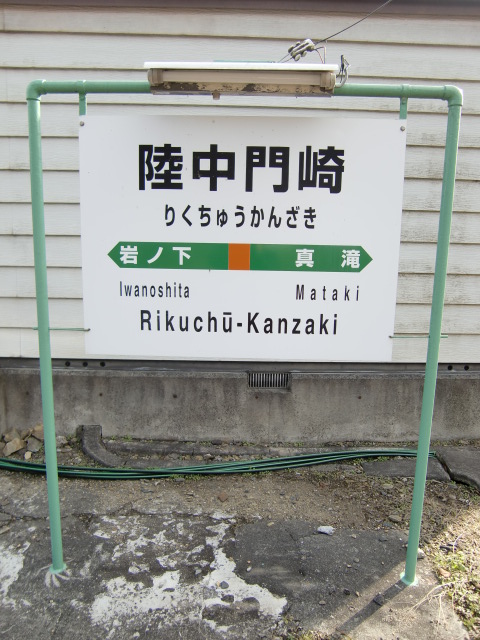 陸中門崎
りくちゅうかんざき
岩ノ下 真滝
Iwanoshita Mataki
Rikuchū-Kanzaki